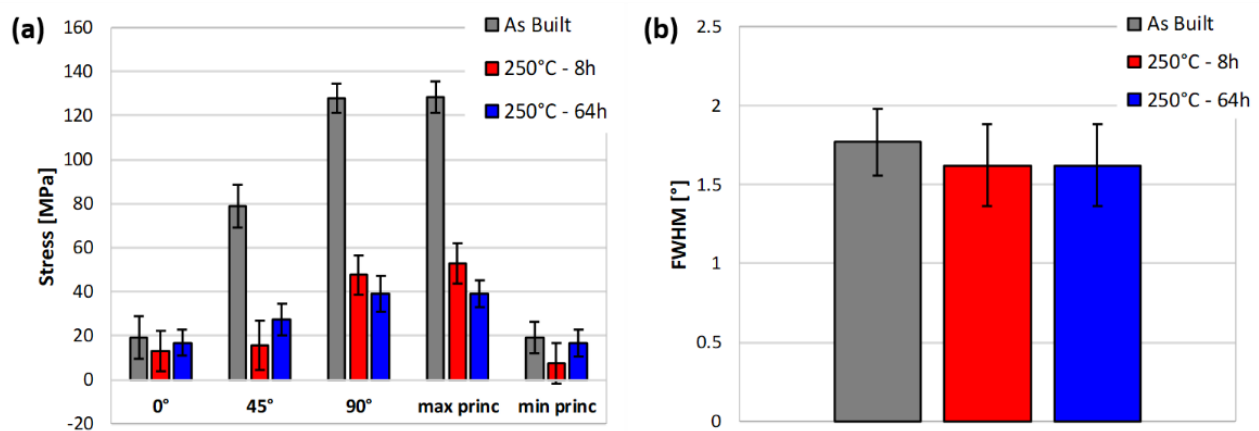 (a)
Stress [MPa]
160
140
120
100
80
60
40
20
0
-20
As Built
250°C - 8h
250°C - 64h
0° 45° 90° max princ min princ
(b)
FWHM [°]
2.5
2
1.5
1
0.5
0
As Built
250°C - 8h
250°C - 64h